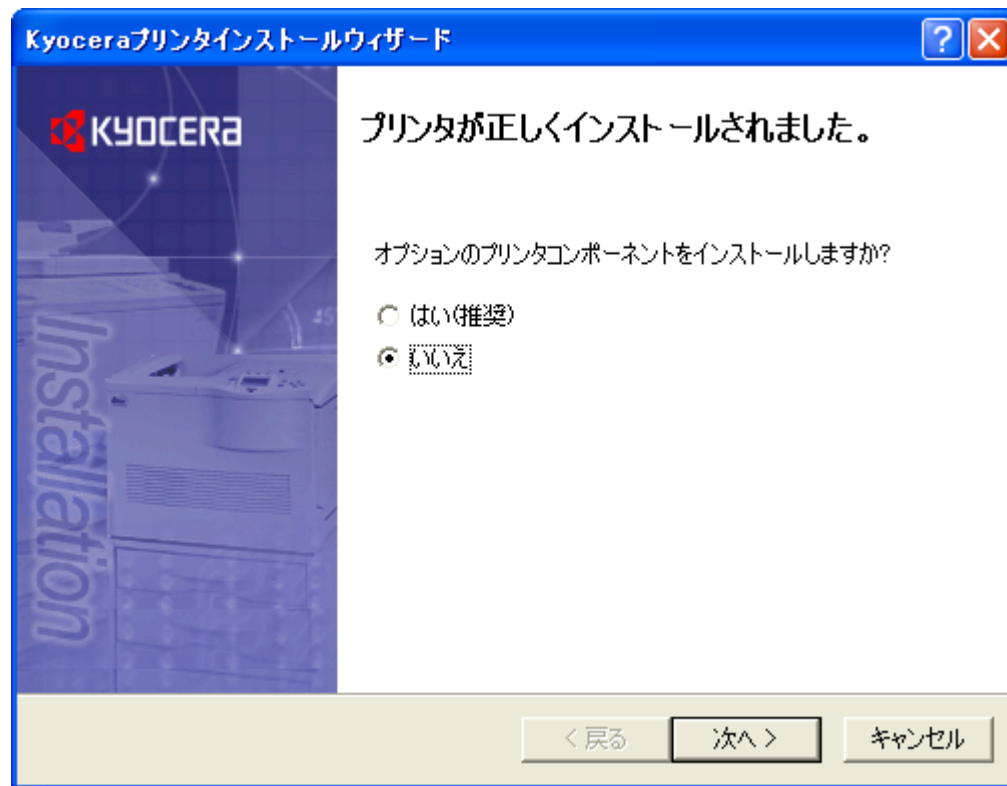 Kyoceraプリンタインストールウィザード
KYOCERA
プリンタが正しくインストールされました。
オプションのプリンタコンポーネントをインストールしますか?
はい(推奨)
いいえ
Installation
< 戻る
次へ >
キャンセル